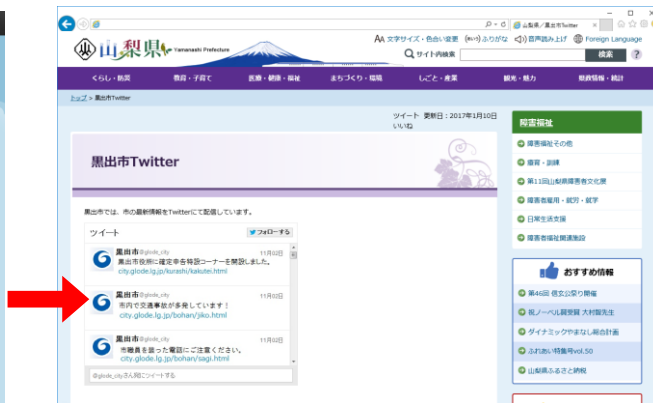 山梨県/黒出市Twitter
山梨県 Yamanashi Prefecture
AA 文字サイズ・色合い変更 ふりがな 音声読み上げ Foreign Language
サイト内検索 検索 ?
くらし・防災 教育・子育て 医療・健康・福祉 まちづくり・環境 しごと・産業 観光・魅力 県政情報・統計
トップ > 黒出市Twitter
ツイート 更新日：2017年1月10日
いいね
黒出市Twitter
黒出市では、市の最新情報をTwitterにて配信しています。
ツイート フォローする
黒出市 @glode_city 11月02日
黒出市役所に確定申告特設コーナーを開設しました。
city.glode.lg.jp/kurashi/kakutei.html
黒出市 @glode_city 11月02日
市内で交通事故が多発しています！
city.glode.lg.jp/bohan/jiko.html
黒出市 @glode_city 11月02日
市職員を装った電話にご注意ください。
city.glode.lg.jp/bohan/sagi.html
@glode_cityさん宛にツイートする
障害福祉
障害福祉その他
療育・訓練
第11回山梨県障害者文化展
障害者雇用・就労・就学
日常生活支援
障害者福祉関連施設
おすすめ情報
第46回 信玄公祭り開催
祝ノーベル賞受賞 大村智先生
ダイナミックやまなし総合計画
ふれあい特集号vol.50
山梨県ふるさと納税